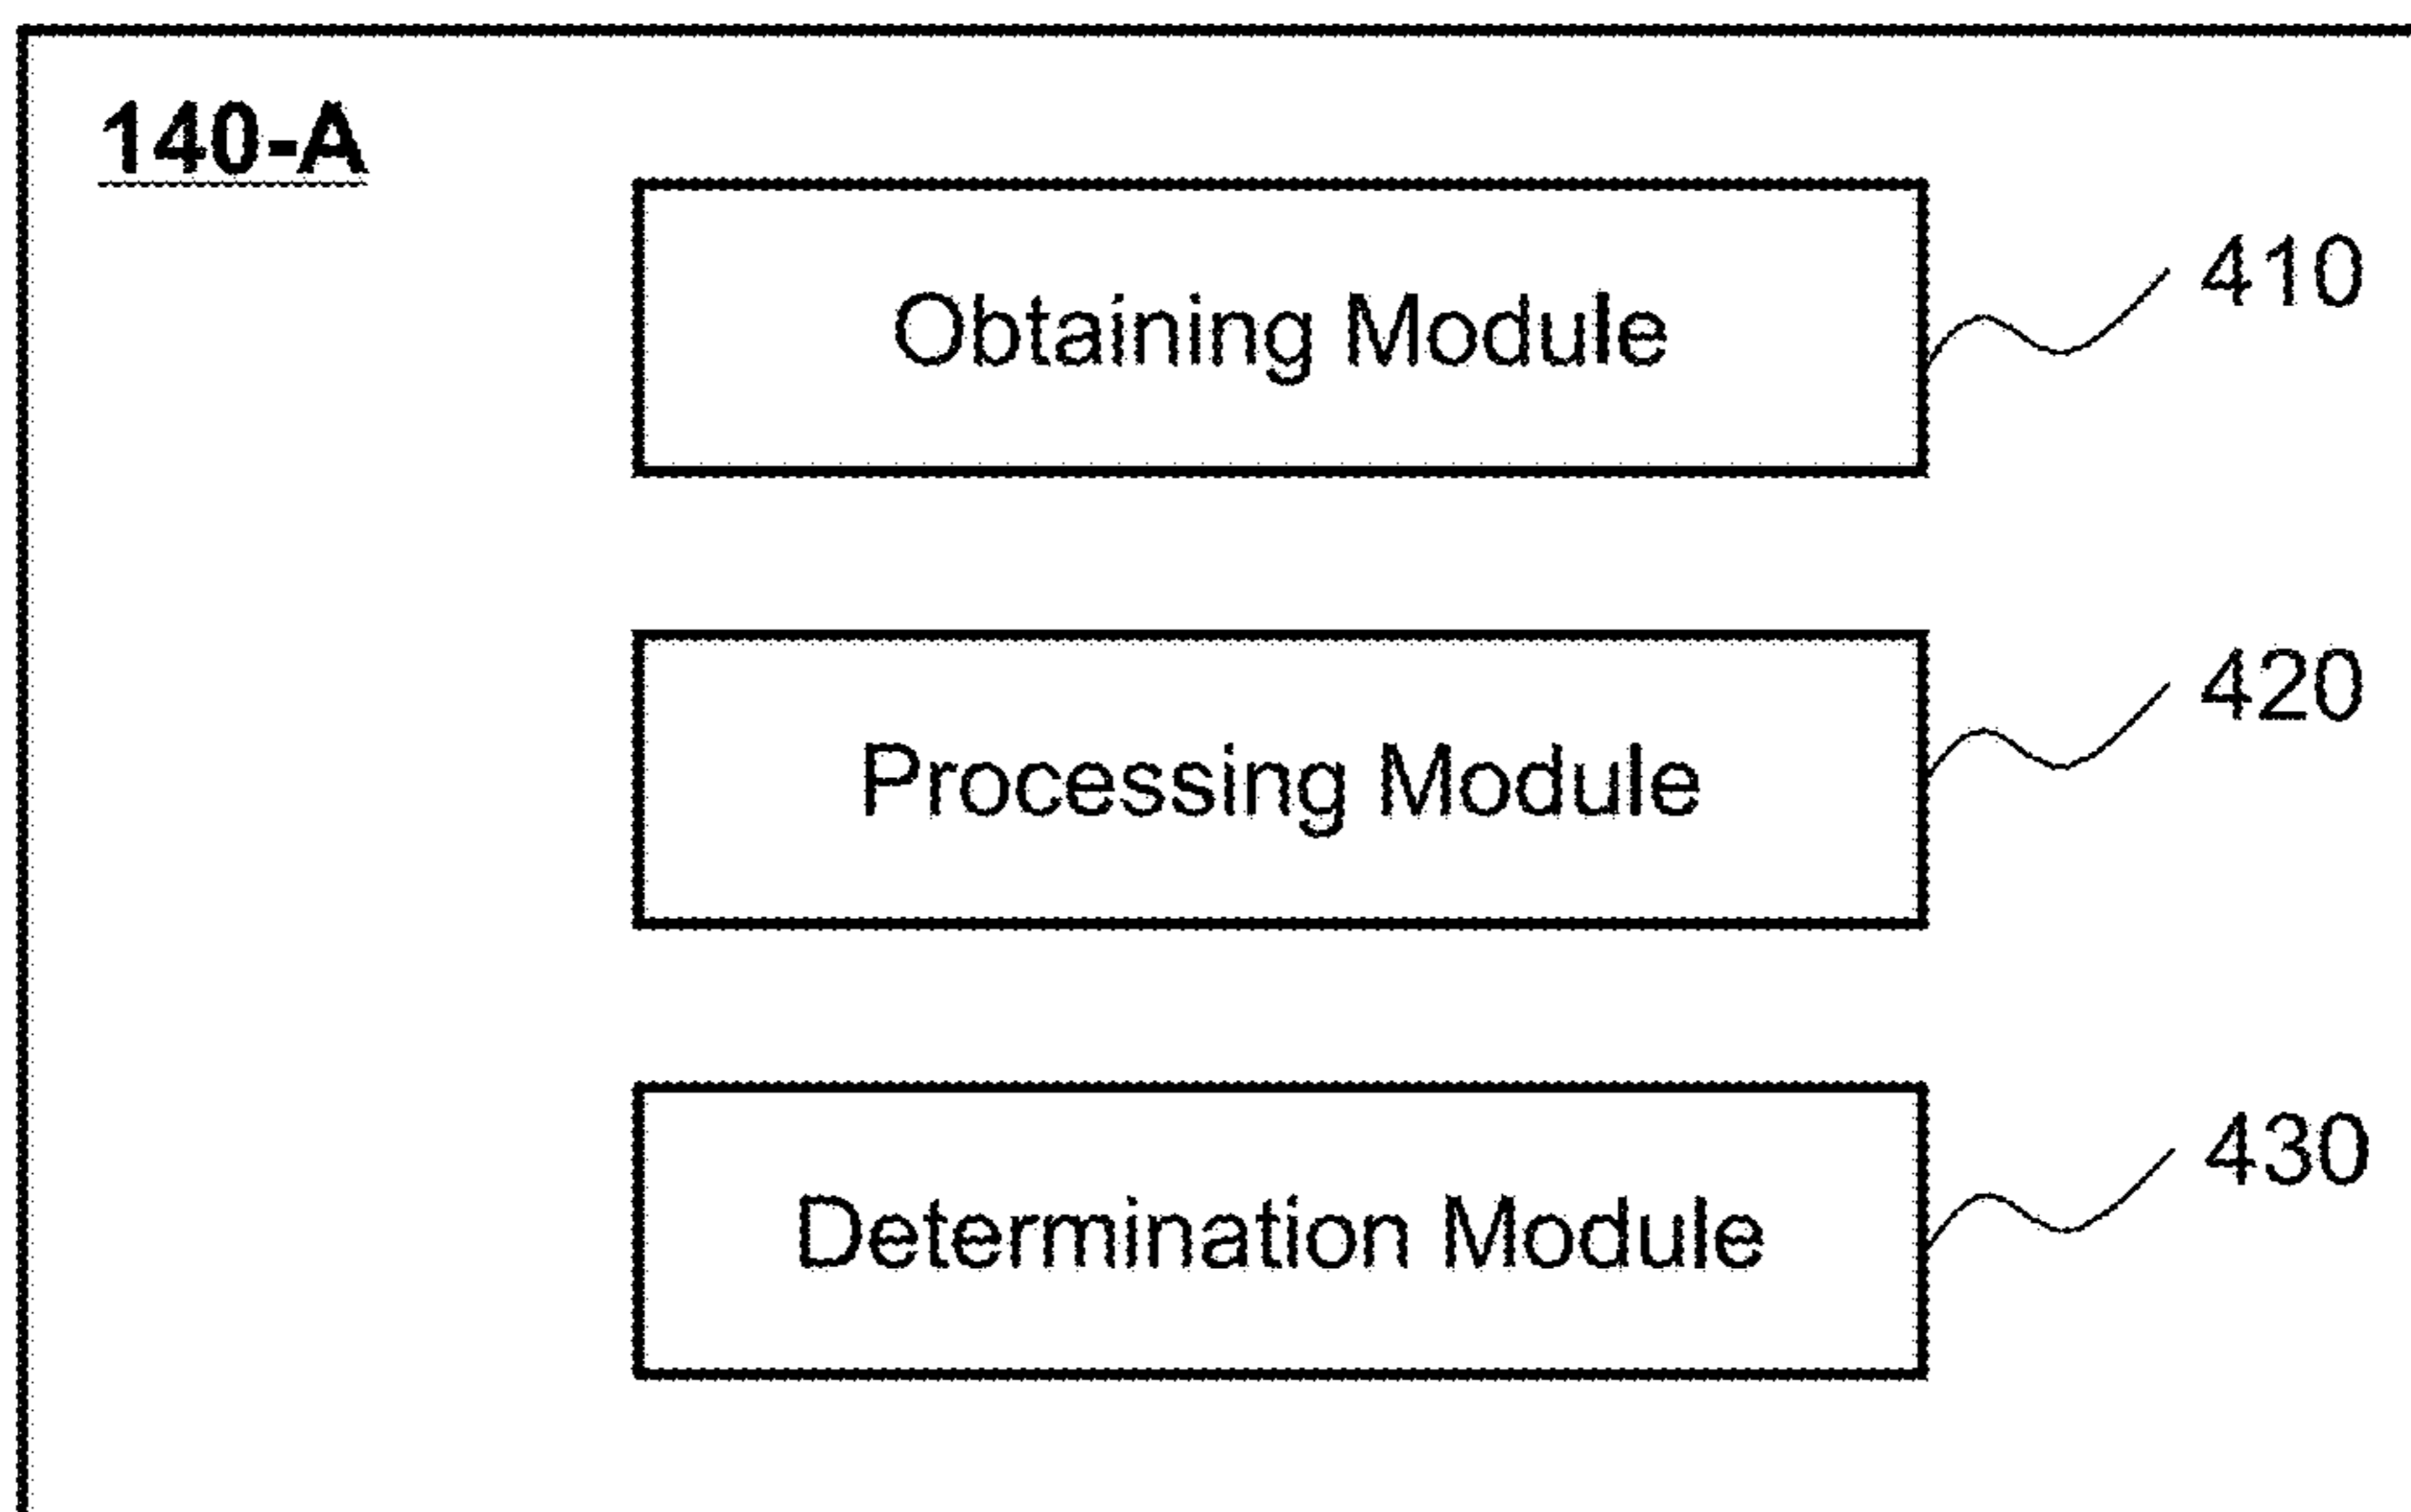 140-A
410
Obtaining Module
420
Processing Module
430
Determination Module